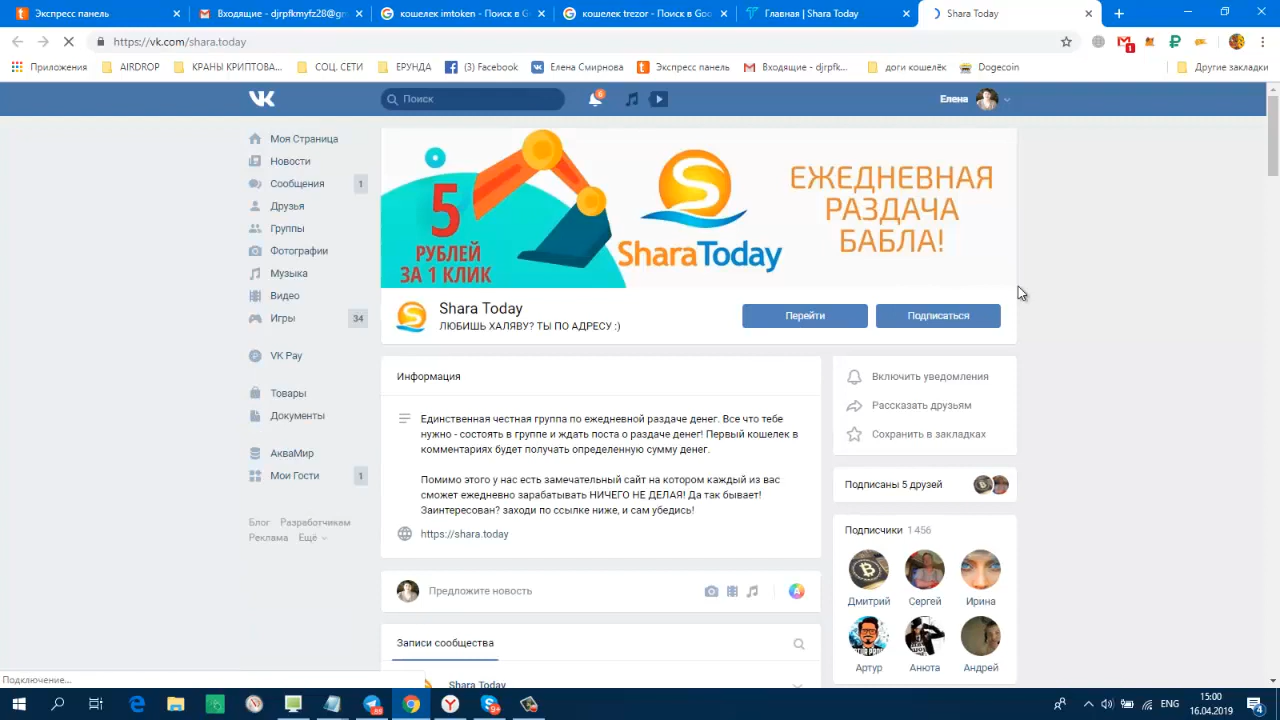 Экспресс панель
Входящие - djrpfkmyfz28@gm
кошелек imtoken - Поиск в G
кошелек trezor - Поиск в Goo
Главная | Shara Today
Shara Today
https://vk.com/shara.today
1
Приложения
AIRDROP
КРАНЫ КРИПТОВА...
СОЦ. СЕТИ
ЕРУНДА
(3) Facebook
Елена Смирнова
Экспресс панель
Входящие - djrpfk...
доги кошелёк
Dogecoin
Другие закладки
Поиск
6
Елена
Моя Страница
Новости
Сообщения 1
Друзья
Группы
Фотографии
Музыка
Видео
Игры 34
VK Pay
Товары
Документы
АкваМир
Мои Гости 1
Блог Разработчикам
Реклама Ещё
5
РУБЛЕЙ
ЗА 1 КЛИК
SharaToday
ЕЖЕДНЕВНАЯ
РАЗДАЧА
БАБЛА!
Shara Today
ЛЮБИШЬ ХАЛЯВУ? ТЫ ПО АДРЕСУ :)
Перейти
Подписаться
Информация
Единственная честная группа по ежедневной раздаче денег. Все что тебе
нужно - состоять в группе и ждать поста о раздаче денег! Первый кошелек в
комментариях будет получать определенную сумму денег.
Помимо этого у нас есть замечательный сайт на котором каждый из вас
сможет ежедневно зарабатывать НИЧЕГО НЕ ДЕЛАЯ! Да так бывает!
Заинтересован? заходи по ссылке ниже, и сам убедись!
https://shara.today
Предложите новость
Записи сообщества
Shara Today
Включить уведомления
Рассказать друзьям
Сохранить в закладках
Подписаны 5 друзей
Подписчики 1 456
Дмитрий
Сергей
Ирина
Артур
Анюта
Андрей
Подключение...
ENG
15:00
16.04.2019
4